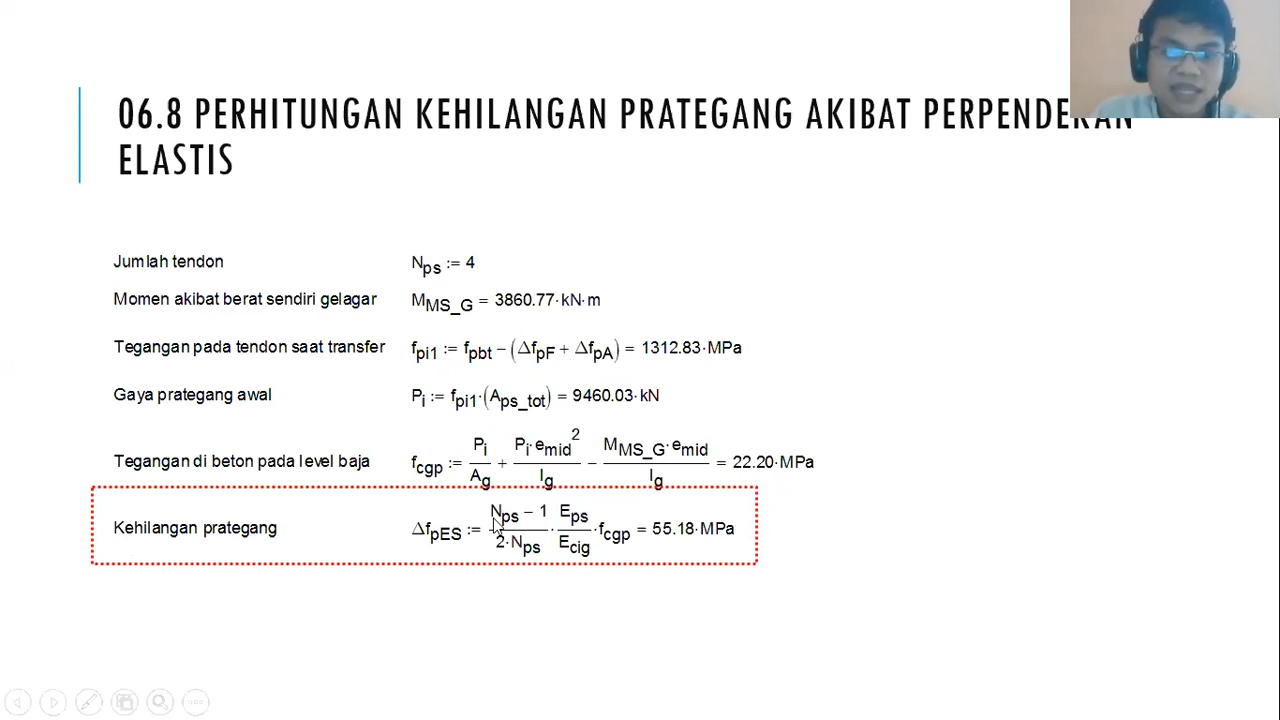 06.8 PERHITUNGAN KEHILANGAN PRATEGANG AKIBAT PERPENDEKAN
ELASTIS
Jumlah tendon N_ps := 4
Momen akibat berat sendiri gelagar M_MS_G = 3860.77·kN·m
Tegangan pada tendon saat transfer f_pi1 := f_pbt − (Δf_pF + Δf_pA) = 1312.83·MPa
Gaya prategang awal P_i := f_pi1·(A_ps_tot) = 9460.03·kN
Tegangan di beton pada level baja f_cgp := P_i/A_g + P_i·e_mid²/I_g − M_MS_G·e_mid/I_g = 22.20·MPa
Kehilangan prategang Δf_pES := (N_ps − 1)/(2·N_ps)·E_ps/E_cig·f_cgp = 55.18·MPa